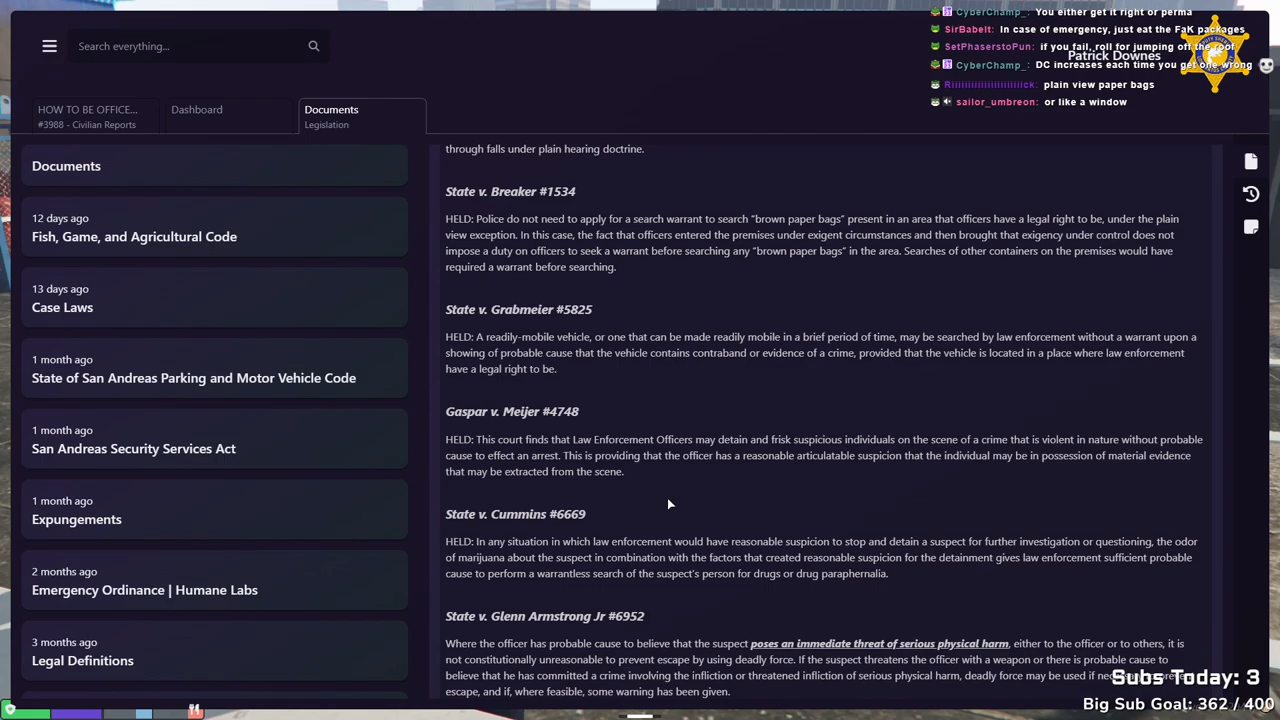 CyberChamp_: You either get it right or perma
SirBabelt: In case of emergency, just eat the FaK packages
SetPhaserstoPun: if you fail, roll for jumping off the roof
CyberChamp_: DC increases each time you get one wrong
plain view paper bags
sailor_umbreon: or like a window
Search everything...
Patrick Downes
HOW TO BE OFFICE...
#3988 - Civilian Reports
Dashboard
Documents
Legislation
Documents
12 days ago
Fish, Game, and Agricultural Code
13 days ago
Case Laws
1 month ago
State of San Andreas Parking and Motor Vehicle Code
1 month ago
San Andreas Security Services Act
1 month ago
Expungements
2 months ago
Emergency Ordinance | Humane Labs
3 months ago
Legal Definitions
through falls under plain hearing doctrine.
State v. Breaker #1534
HELD: Police do not need to apply for a search warrant to search “brown paper bags” present in an area that officers have a legal right to be, under the plain
view exception. In this case, the fact that officers entered the premises under exigent circumstances and then brought that exigency under control does not
impose a duty on officers to seek a warrant before searching any “brown paper bags” in the area. Searches of other containers on the premises would have
required a warrant before searching.
State v. Grabmeier #5825
HELD: A readily-mobile vehicle, or one that can be made readily mobile in a brief period of time, may be searched by law enforcement without a warrant upon a
showing of probable cause that the vehicle contains contraband or evidence of a crime, provided that the vehicle is located in a place where law enforcement
have a legal right to be.
Gaspar v. Meijer #4748
HELD: This court finds that Law Enforcement Officers may detain and frisk suspicious individuals on the scene of a crime that is violent in nature without probable
cause to effect an arrest. This is providing that the officer has a reasonable articulatable suspicion that the individual may be in possession of material evidence
that may be extracted from the scene.
State v. Cummins #6669
HELD: In any situation in which law enforcement would have reasonable suspicion to stop and detain a suspect for further investigation or questioning, the odor
of marijuana about the suspect in combination with the factors that created reasonable suspicion for the detainment gives law enforcement sufficient probable
cause to perform a warrantless search of the suspect's person for drugs or drug paraphernalia.
State v. Glenn Armstrong Jr #6952
Where the officer has probable cause to believe that the suspect poses an immediate threat of serious physical harm, either to the officer or to others, it is
not constitutionally unreasonable to prevent escape by using deadly force. If the suspect threatens the officer with a weapon or there is probable cause to
believe that he has committed a crime involving the infliction or threatened infliction of serious physical harm, deadly force may be used if
escape, and if, where feasible, some warning has been given.
Subs Today: 3
Big Sub Goal: 362 / 400